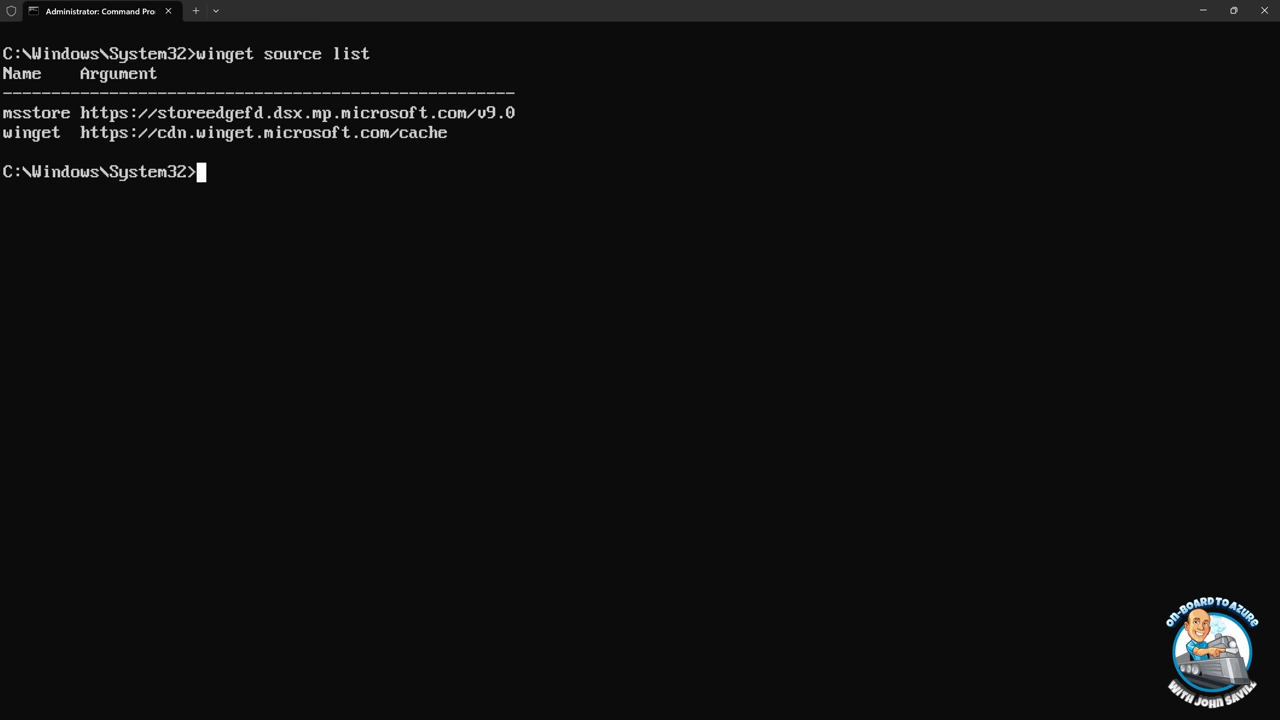 Administrator: Command Pro
C:\Windows\System32>winget source list
Name    Argument
-----------------------------------------------------
msstore https://storeedgefd.dsx.mp.microsoft.com/v9.0
winget  https://cdn.winget.microsoft.com/cache
C:\Windows\System32>
ON-BOARD TO AZURE
WITH JOHN SAVILL